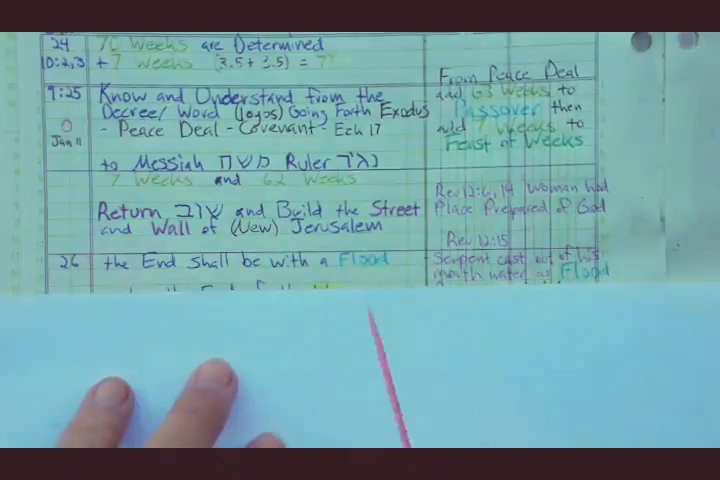 24 70 Weeks are Determined
10:2,3 + 7 weeks (3.5 + 3.5) =
9:25 Know and Understand from the
Decree/ Word (logos) Going Forth Exodus
- Peace Deal - Covenant - Ezk 17
0
Jan 11
to Messiah משח Ruler נגיד
7 Weeks and 62 Weeks
Return שוב and Build the Street
and Wall of (New) Jerusalem
26 the End Shall be with a Flood
From Peace Deal
add 63 Weeks to
Passover then
add 7 Weeks to
Feast of Weeks
Rev 12:6, 14 Woman had
Place Prepared of God
Rev 12:15
Serpent cast out of his
mouth water as Flood